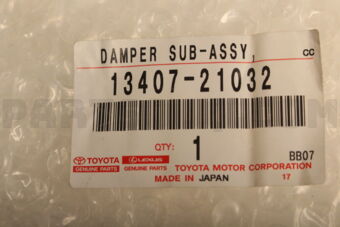 DAMPER SUB-ASSY, CC
13407-21032
QTY: 1 BB07
TOYOTA LEXUS
GENUINE PARTS GENUINE PARTS TOYOTA MOTOR CORPORATION
MADE IN JAPAN 17